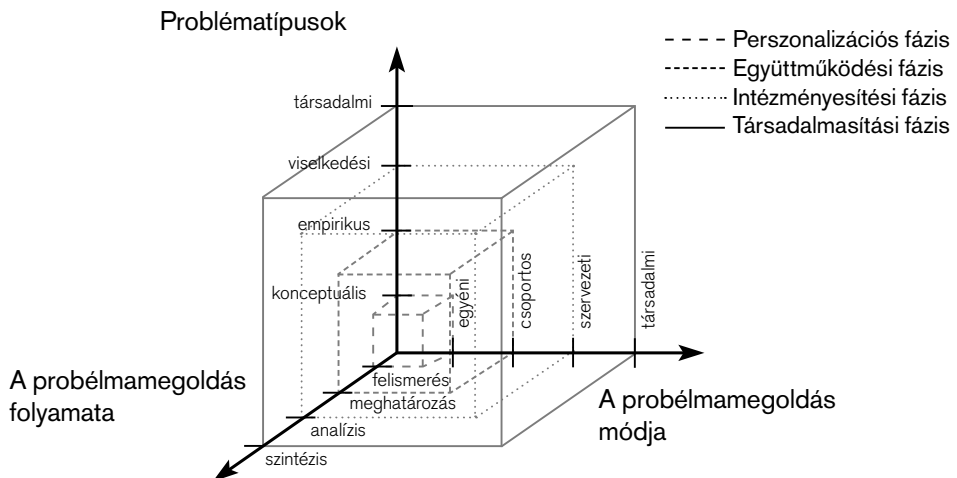 Problématípusok
Perszonalizációs fázis
Együttműködési fázis
Intézményesítési fázis
Társadalmasítási fázis
társadalmi
viselkedési
empirikus
konceptuális
egyéni
csoportos
szervezeti
társadalmi
felismerés
meghatározás
analízis
szintézis
A probélmamegoldás
folyamata
A probélmamegoldás
módja